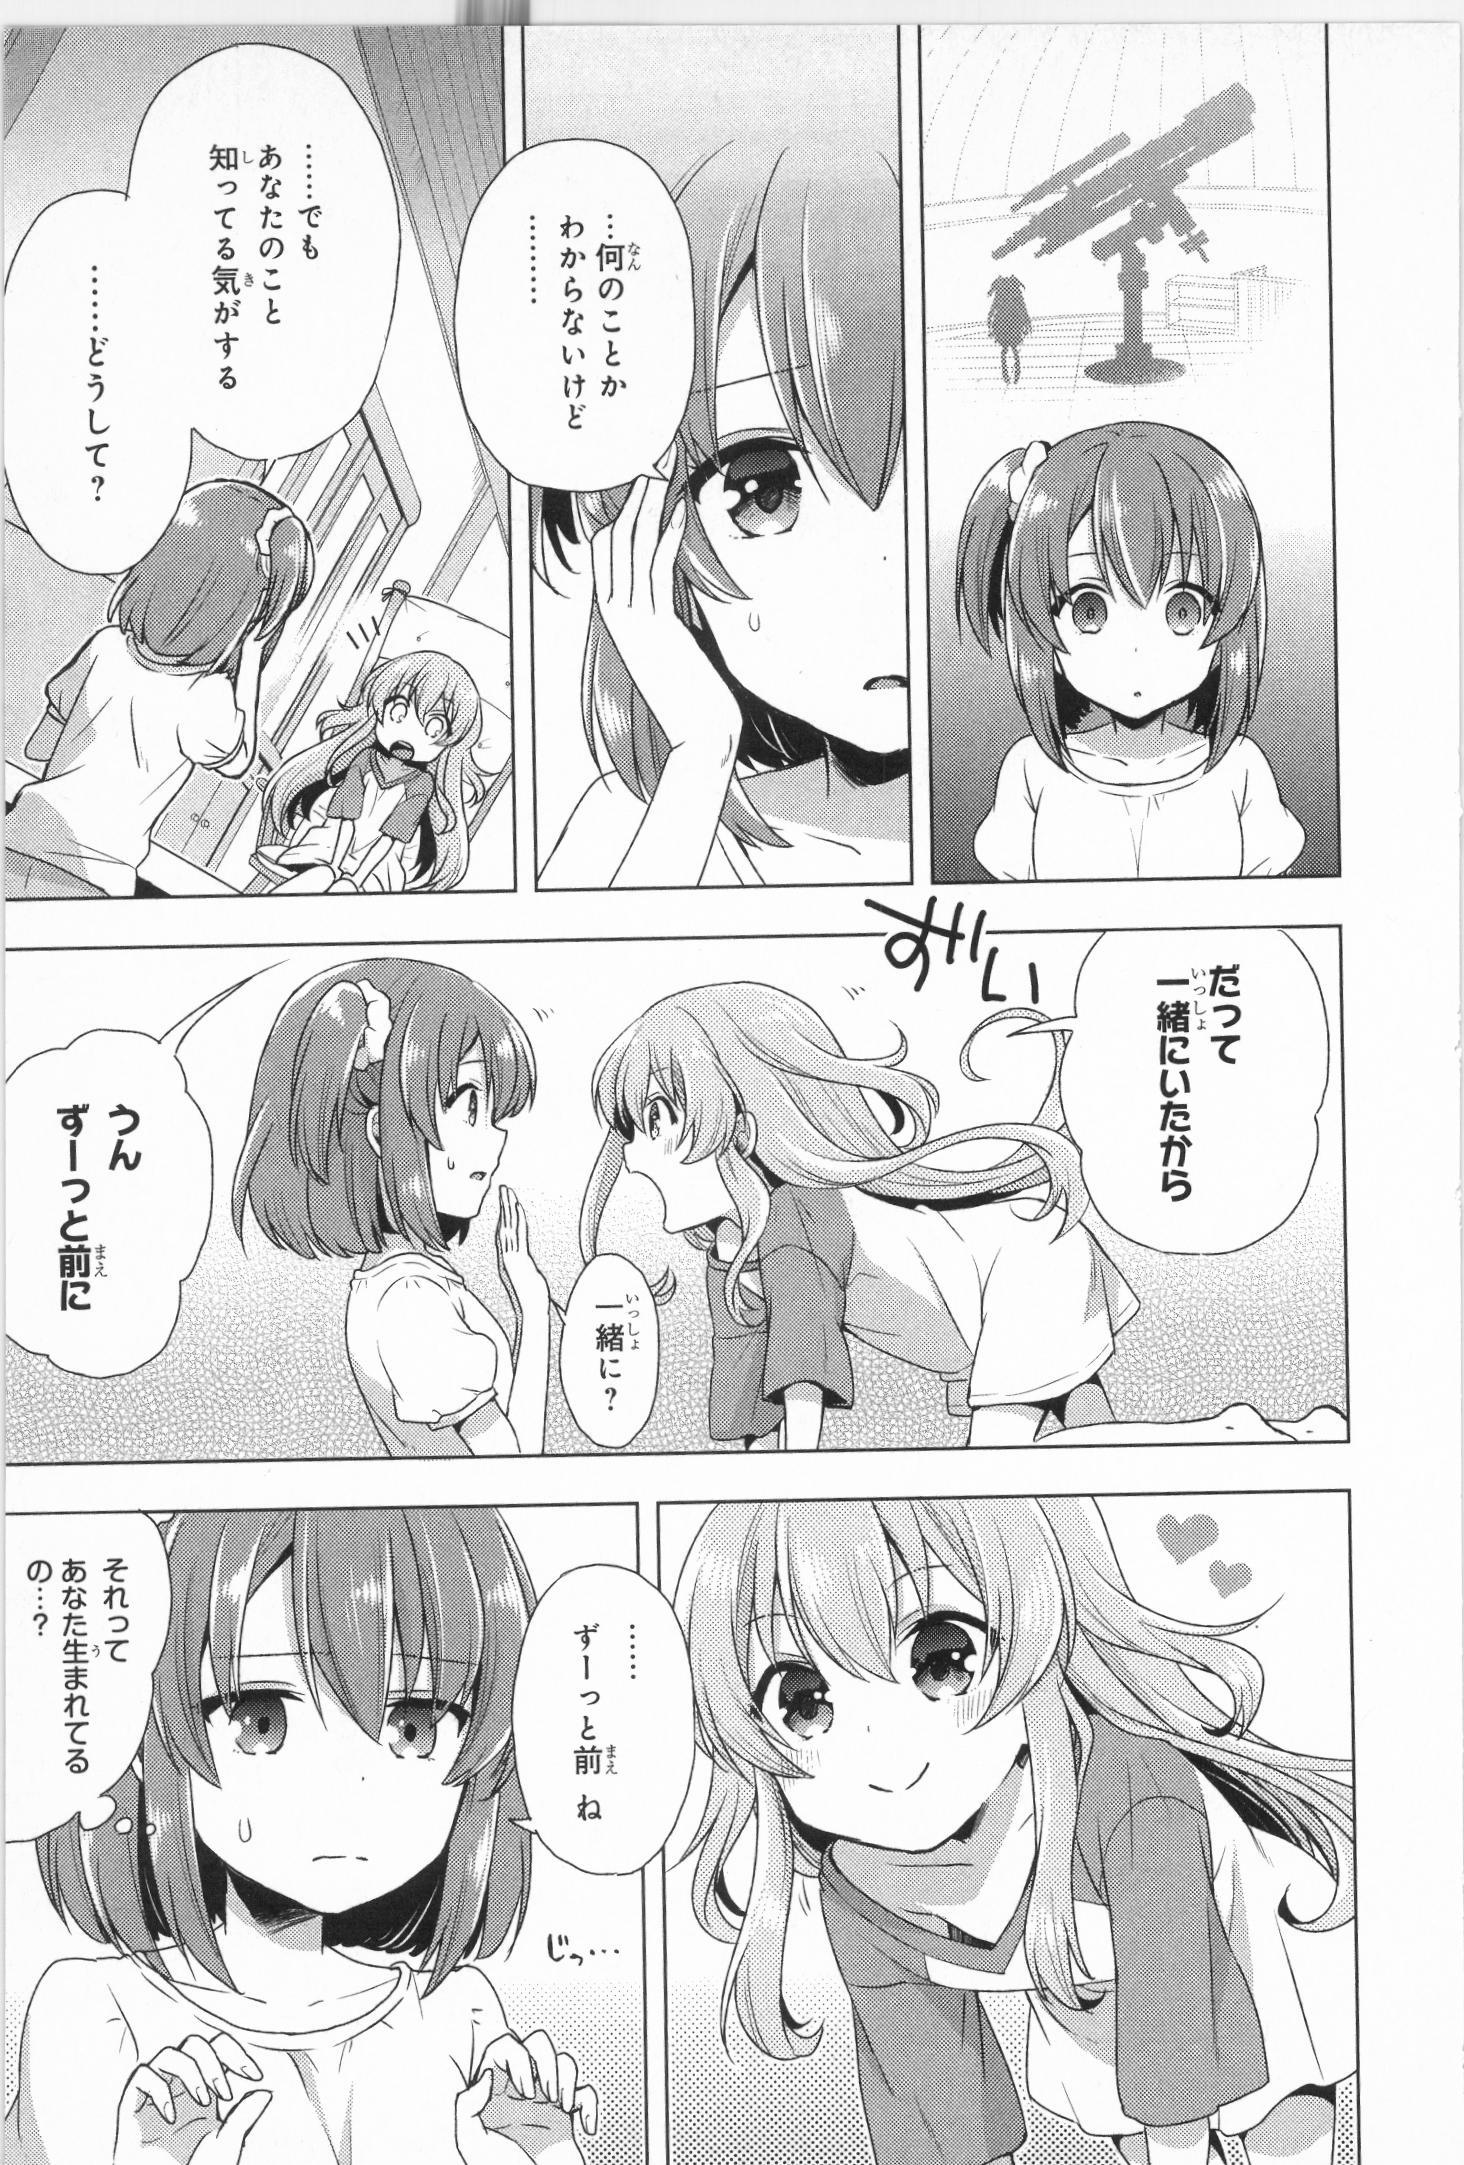 …何のことか
わからないけど
………
……でも
あなたのこと
知ってる気がする
……どうして？
だって
一緒にいたから
ずいっ
一緒に？
うん
ずーっと前に
……
ずーっと前ね
じっ…
それって
あなた生まれてる
の…？